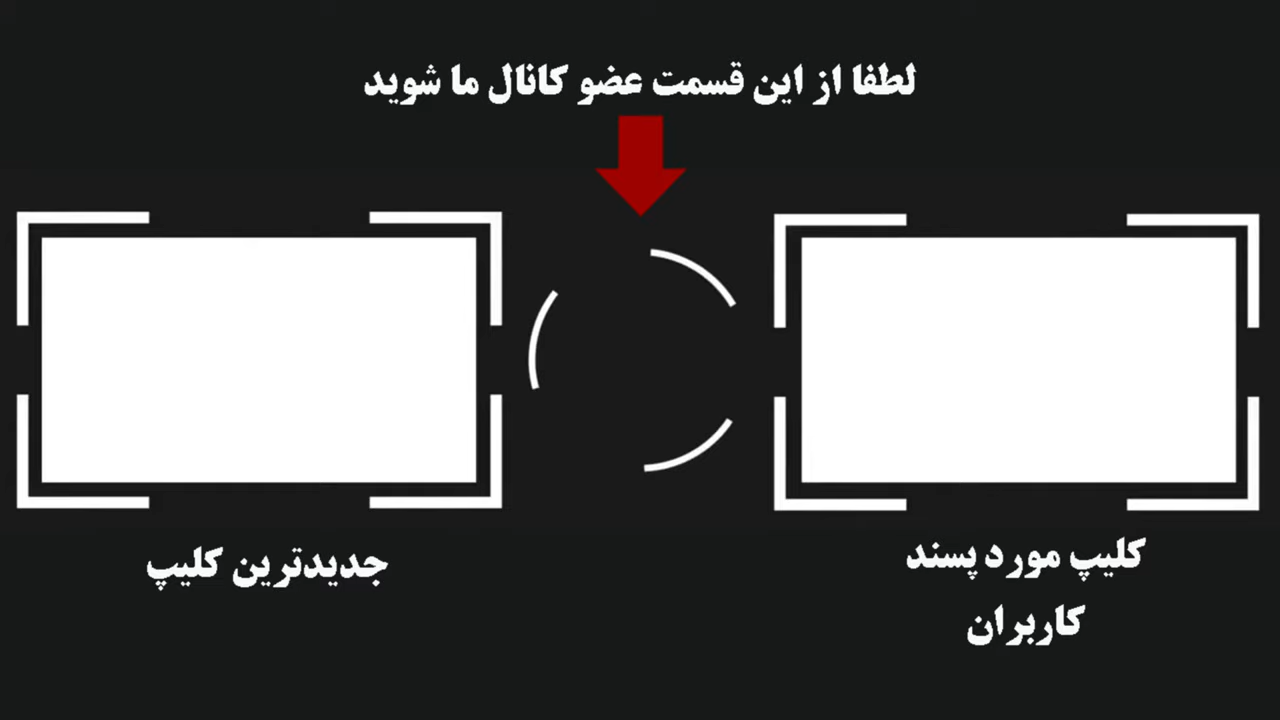 لطفا از این قسمت عضو کانال ما شوید
کلیپ مورد پسند
کاربران
جدیدترین کلیپ